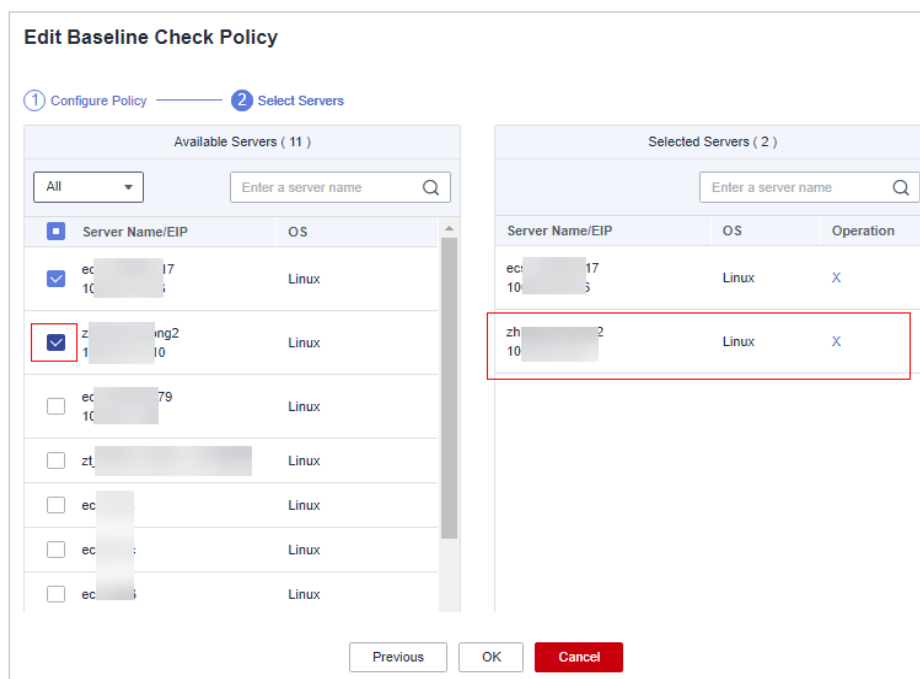 Edit Baseline Check Policy
1 Configure Policy 2 Select Servers
Available Servers ( 11 )
All Enter a server name
Server Name/EIP OS
Linux
Linux
Linux
Linux
Linux
Linux
Linux
Selected Servers ( 2 )
Enter a server name
Server Name/EIP OS Operation
Linux X
Linux X
Previous OK Cancel